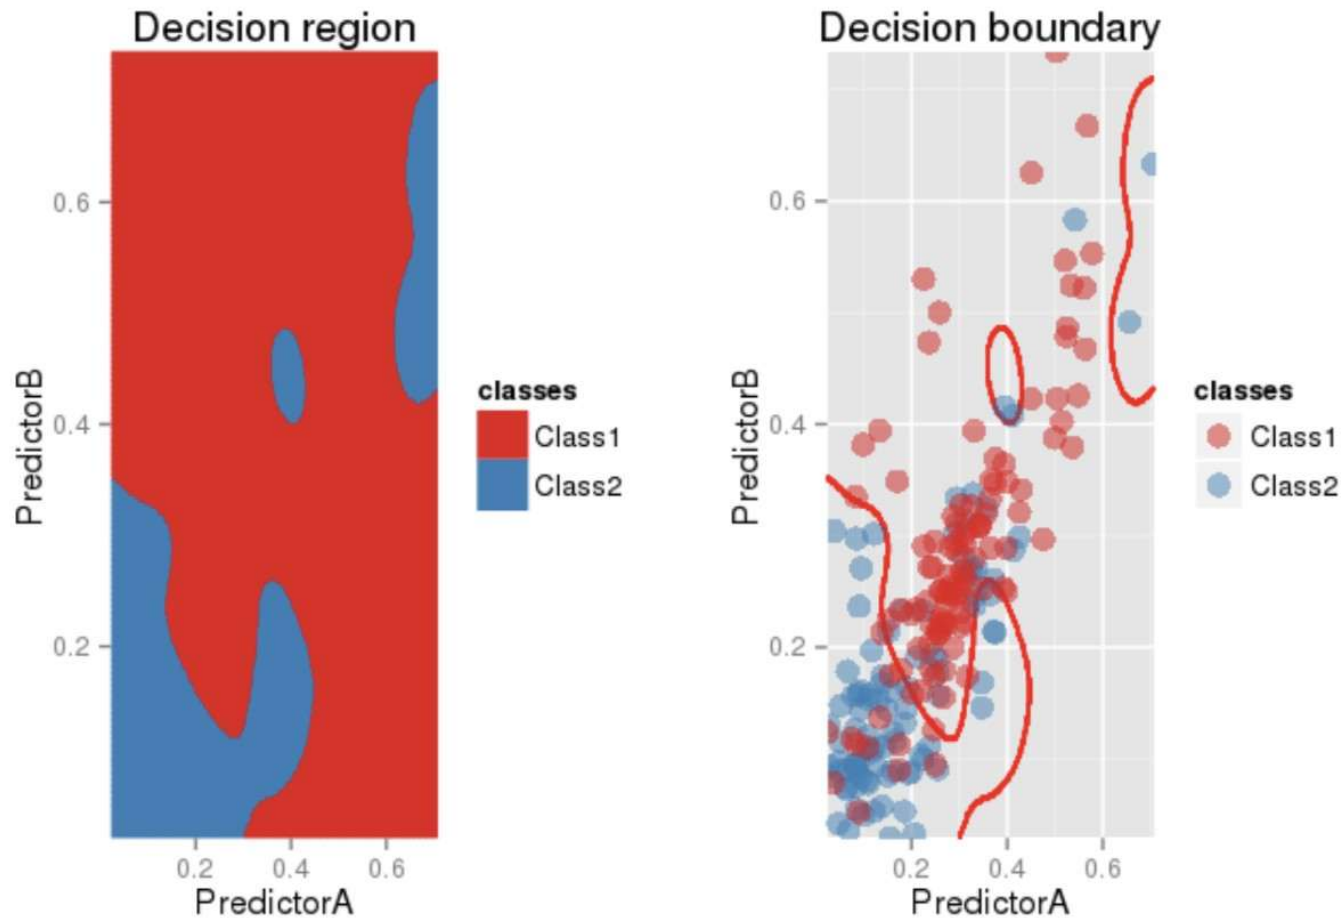 Decision region
0.6
0.4
0.2
PredictorB
0.2 0.4 0.6
PredictorA
classes
Class1
Class2
Decision boundary
0.6
0.4
0.2
PredictorB
0.2 0.4 0.6
PredictorA
classes
Class1
Class2